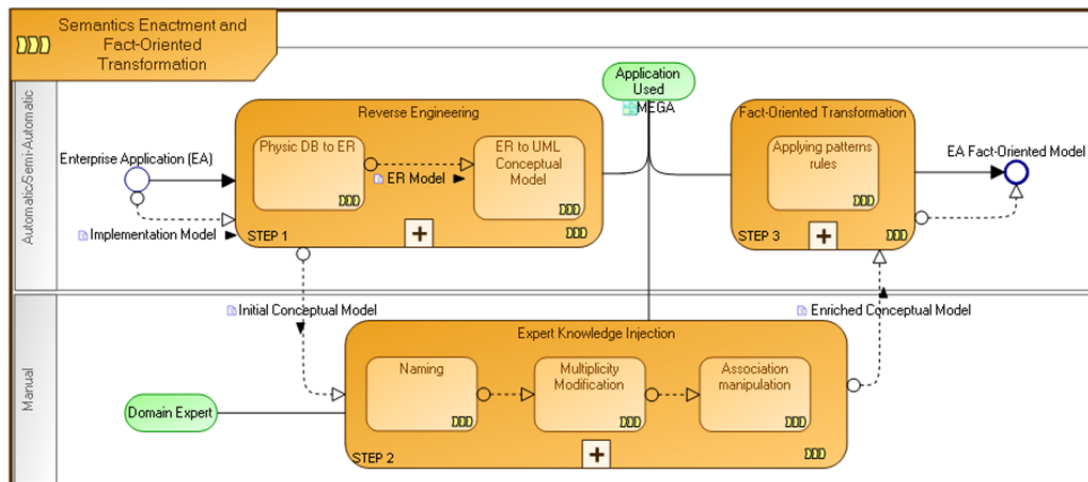 Semantics Enactment and
Fact-Oriented
Transformation
Automatic/Semi-Automatic
Enterprise Application (EA)
Implementation Model
Reverse Engineering
Physic DB to ER
ER Model
ER to UML
Conceptual
Model
STEP 1
Application
Used
MEGA
Fact-Oriented Transformation
Applying patterns
rules
STEP 3
EA Fact-Oriented Model
Initial Conceptual Model
Enriched Conceptual Model
Manual
Domain Expert
Expert Knowledge Injection
Naming
Multiplicity
Modification
Association
manipulation
STEP 2